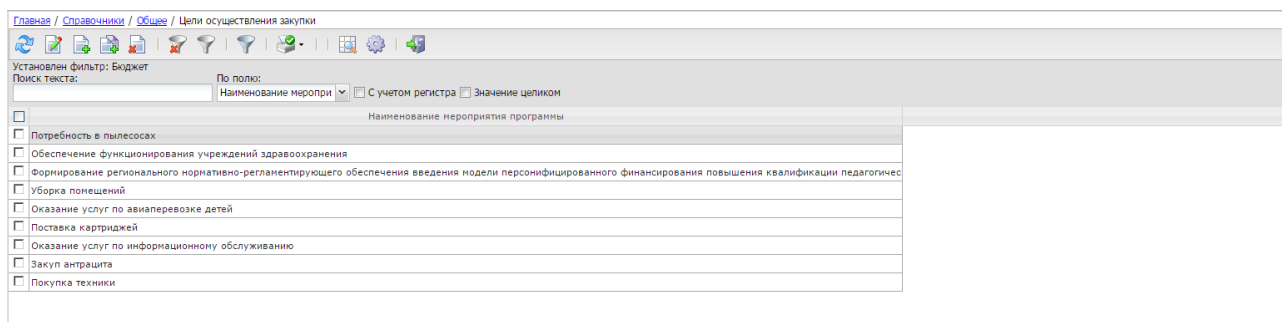 Главная / Справочники / Общее / Цели осуществления закупки
Установлен фильтр: Бюджет
Поиск текста: По полю:
Наименование меропри С учетом регистра Значение целиком
Наименование мероприятия программы
Потребность в пылесосах
Обеспечение функционирования учреждений здравоохранения
Формирование регионального нормативно-регламентирующего обеспечения введения модели персонифицированного финансирования повышения квалификации педагогичес
Уборка помещений
Оказание услуг по авиаперевозке детей
Поставка картриджей
Оказание услуг по информационному обслуживанию
Закуп антрацита
Покупка техники